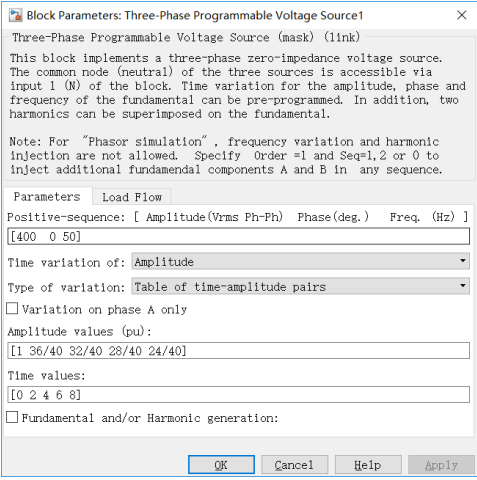 Block Parameters: Three-Phase Programmable Voltage Source1
Three-Phase Programmable Voltage Source (mask) (link)
This block implements a three-phase zero-impedance voltage source.
The common node (neutral) of the three sources is accessible via
input 1 (N) of the block. Time variation for the amplitude, phase and
frequency of the fundamental can be pre-programmed. In addition, two
harmonics can be superimposed on the fundamental.
Note: For "Phasor simulation", frequency variation and harmonic
injection are not allowed. Specify Order =1 and Seq=1,2 or 0 to
inject additional fundamendal components A and B in any sequence.
Parameters Load Flow
Positive-sequence: [ Amplitude(Vrms Ph-Ph) Phase(deg.) Freq. (Hz) ]
[400 0 50]
Time variation of: Amplitude
Type of variation: Table of time-amplitude pairs
Variation on phase A only
Amplitude values (pu):
[1 36/40 32/40 28/40 24/40]
Time values:
[0 2 4 6 8]
Fundamental and/or Harmonic generation:
OK Cancel Help Apply